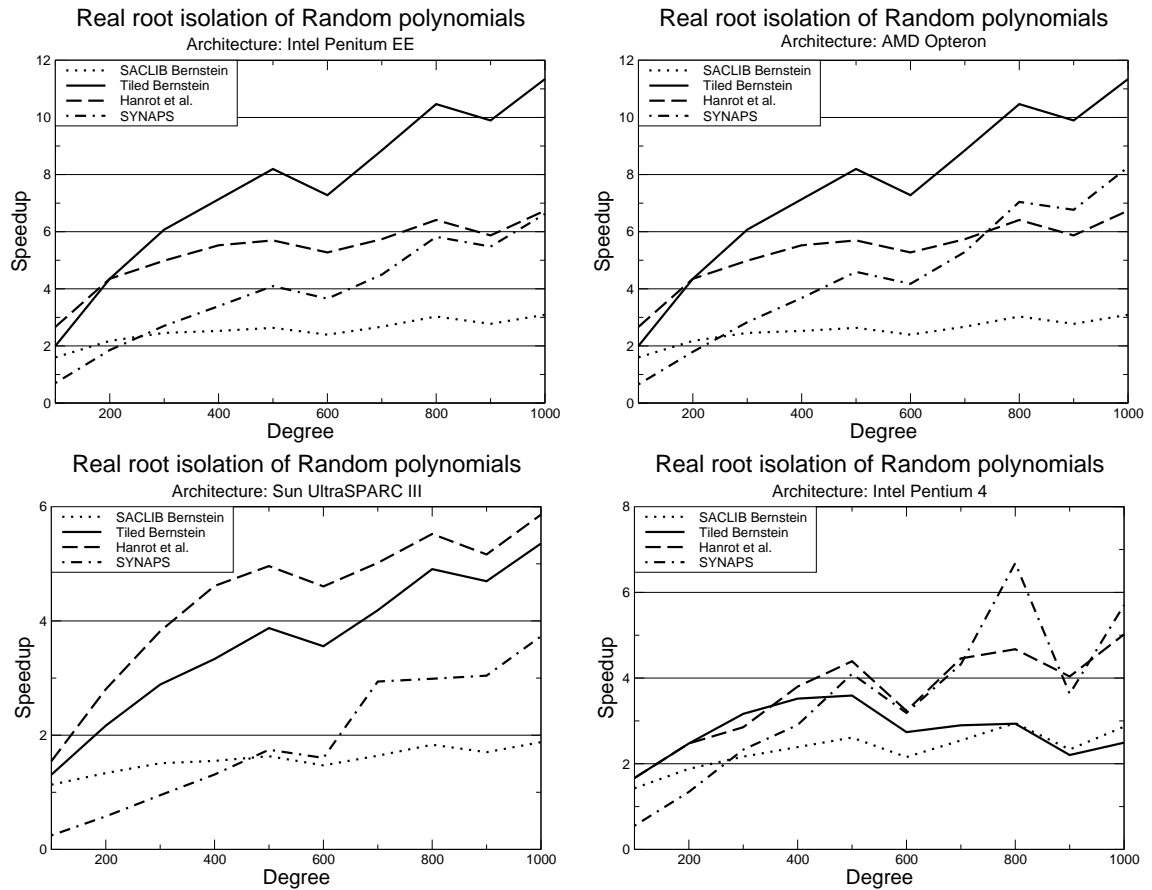 Real root isolation of Random polynomials
Architecture: Intel Penitum EE
12
10
8
6
4
2
0
Speedup
SACLIB Bernstein
Tiled Bernstein
Hanrot et al.
SYNAPS
200 400 600 800 1000
Degree
Real root isolation of Random polynomials
Architecture: AMD Opteron
12
10
8
6
4
2
0
Speedup
SACLIB Bernstein
Tiled Bernstein
Hanrot et al.
SYNAPS
200 400 600 800 1000
Degree
Real root isolation of Random polynomials
Architecture: Sun UltraSPARC III
6
4
2
0
Speedup
SACLIB Bernstein
Tiled Bernstein
Hanrot et al.
SYNAPS
200 400 600 800 1000
Degree
Real root isolation of Random polynomials
Architecture: Intel Pentium 4
8
6
4
2
0
Speedup
SACLIB Bernstein
Tiled Bernstein
Hanrot et al.
SYNAPS
200 400 600 800 1000
Degree